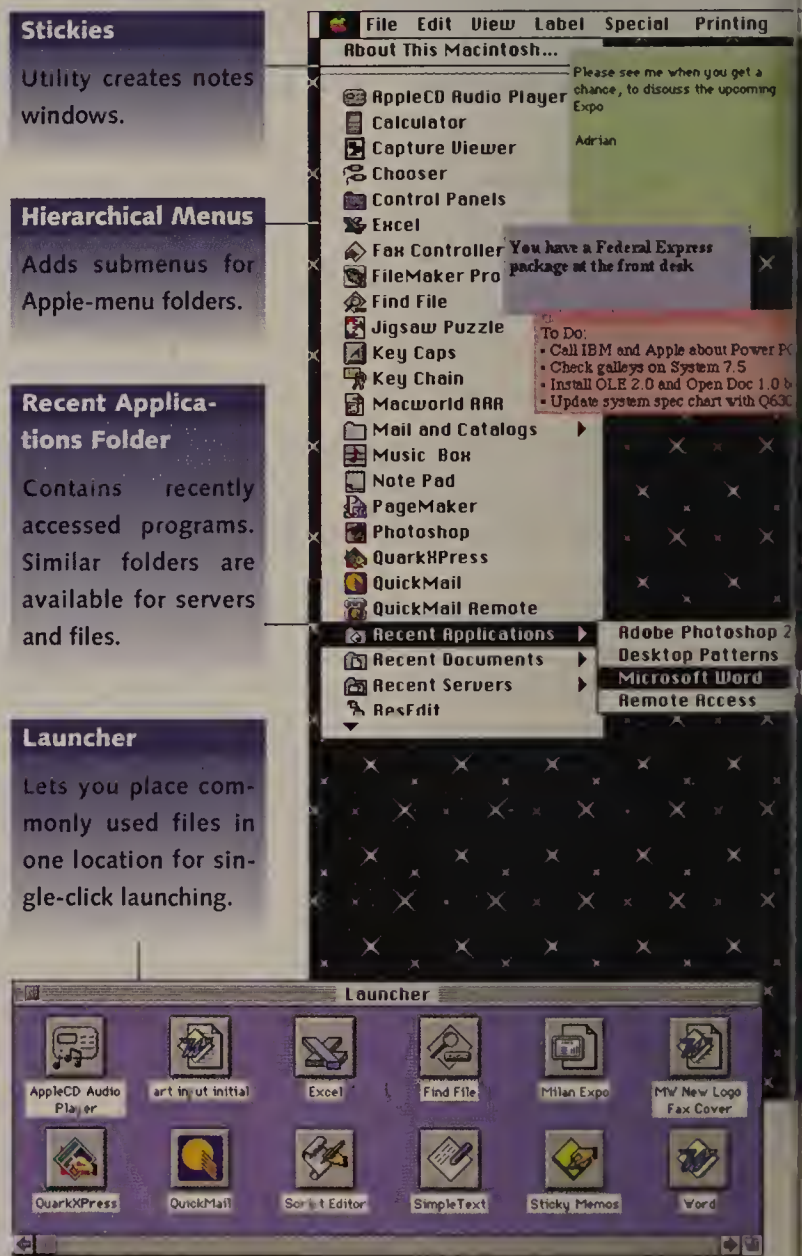 Stickies
Utility creates notes
windows.
Hierarchical Menus
Adds submenus for
Apple-menu folders.
Recent Applica-
tions Folder
Contains recently
accessed programs.
Similar folders are
available for servers
and files.
Launcher
Lets you place com-
monly used files in
one location for sin-
gle-click launching.
File Edit View Label Special Printing
About This Macintosh...
AppleCD Audio Player
Calculator
Capture Viewer
Chooser
Control Panels
Excel
Fax Controller
FileMaker Pro
Find File
Jigsaw Puzzle
Key Caps
Key Chain
Macworld RRR
Mail and Catalogs
Music Box
Note Pad
PageMaker
Photoshop
QuarkXPress
QuickMail
QuickMail Remote
Recent Applications
Recent Documents
Recent Servers
ResEdit
Please see me when you get a
chance, to disouss the upcoming
Expo
Adrian
You have a Federal Express
package at the front desk
To Do:
• Call IBM and Apple about Power PC
• Check galleys on System 7.5
• Install OLE 2.0 and Open Doc 1.0 b
• Update system spec chart with Q630
Adobe Photoshop 2
Desktop Patterns
Microsoft Word
Remote Access
Launcher
AppleCD Audio
Player
art input initial
Excel
Find File
Milan Expo
MW New Logo
Fax Cover
QuarkXPress
QuickMail
Script Editor
SimpleText
Sticky Memos
Word